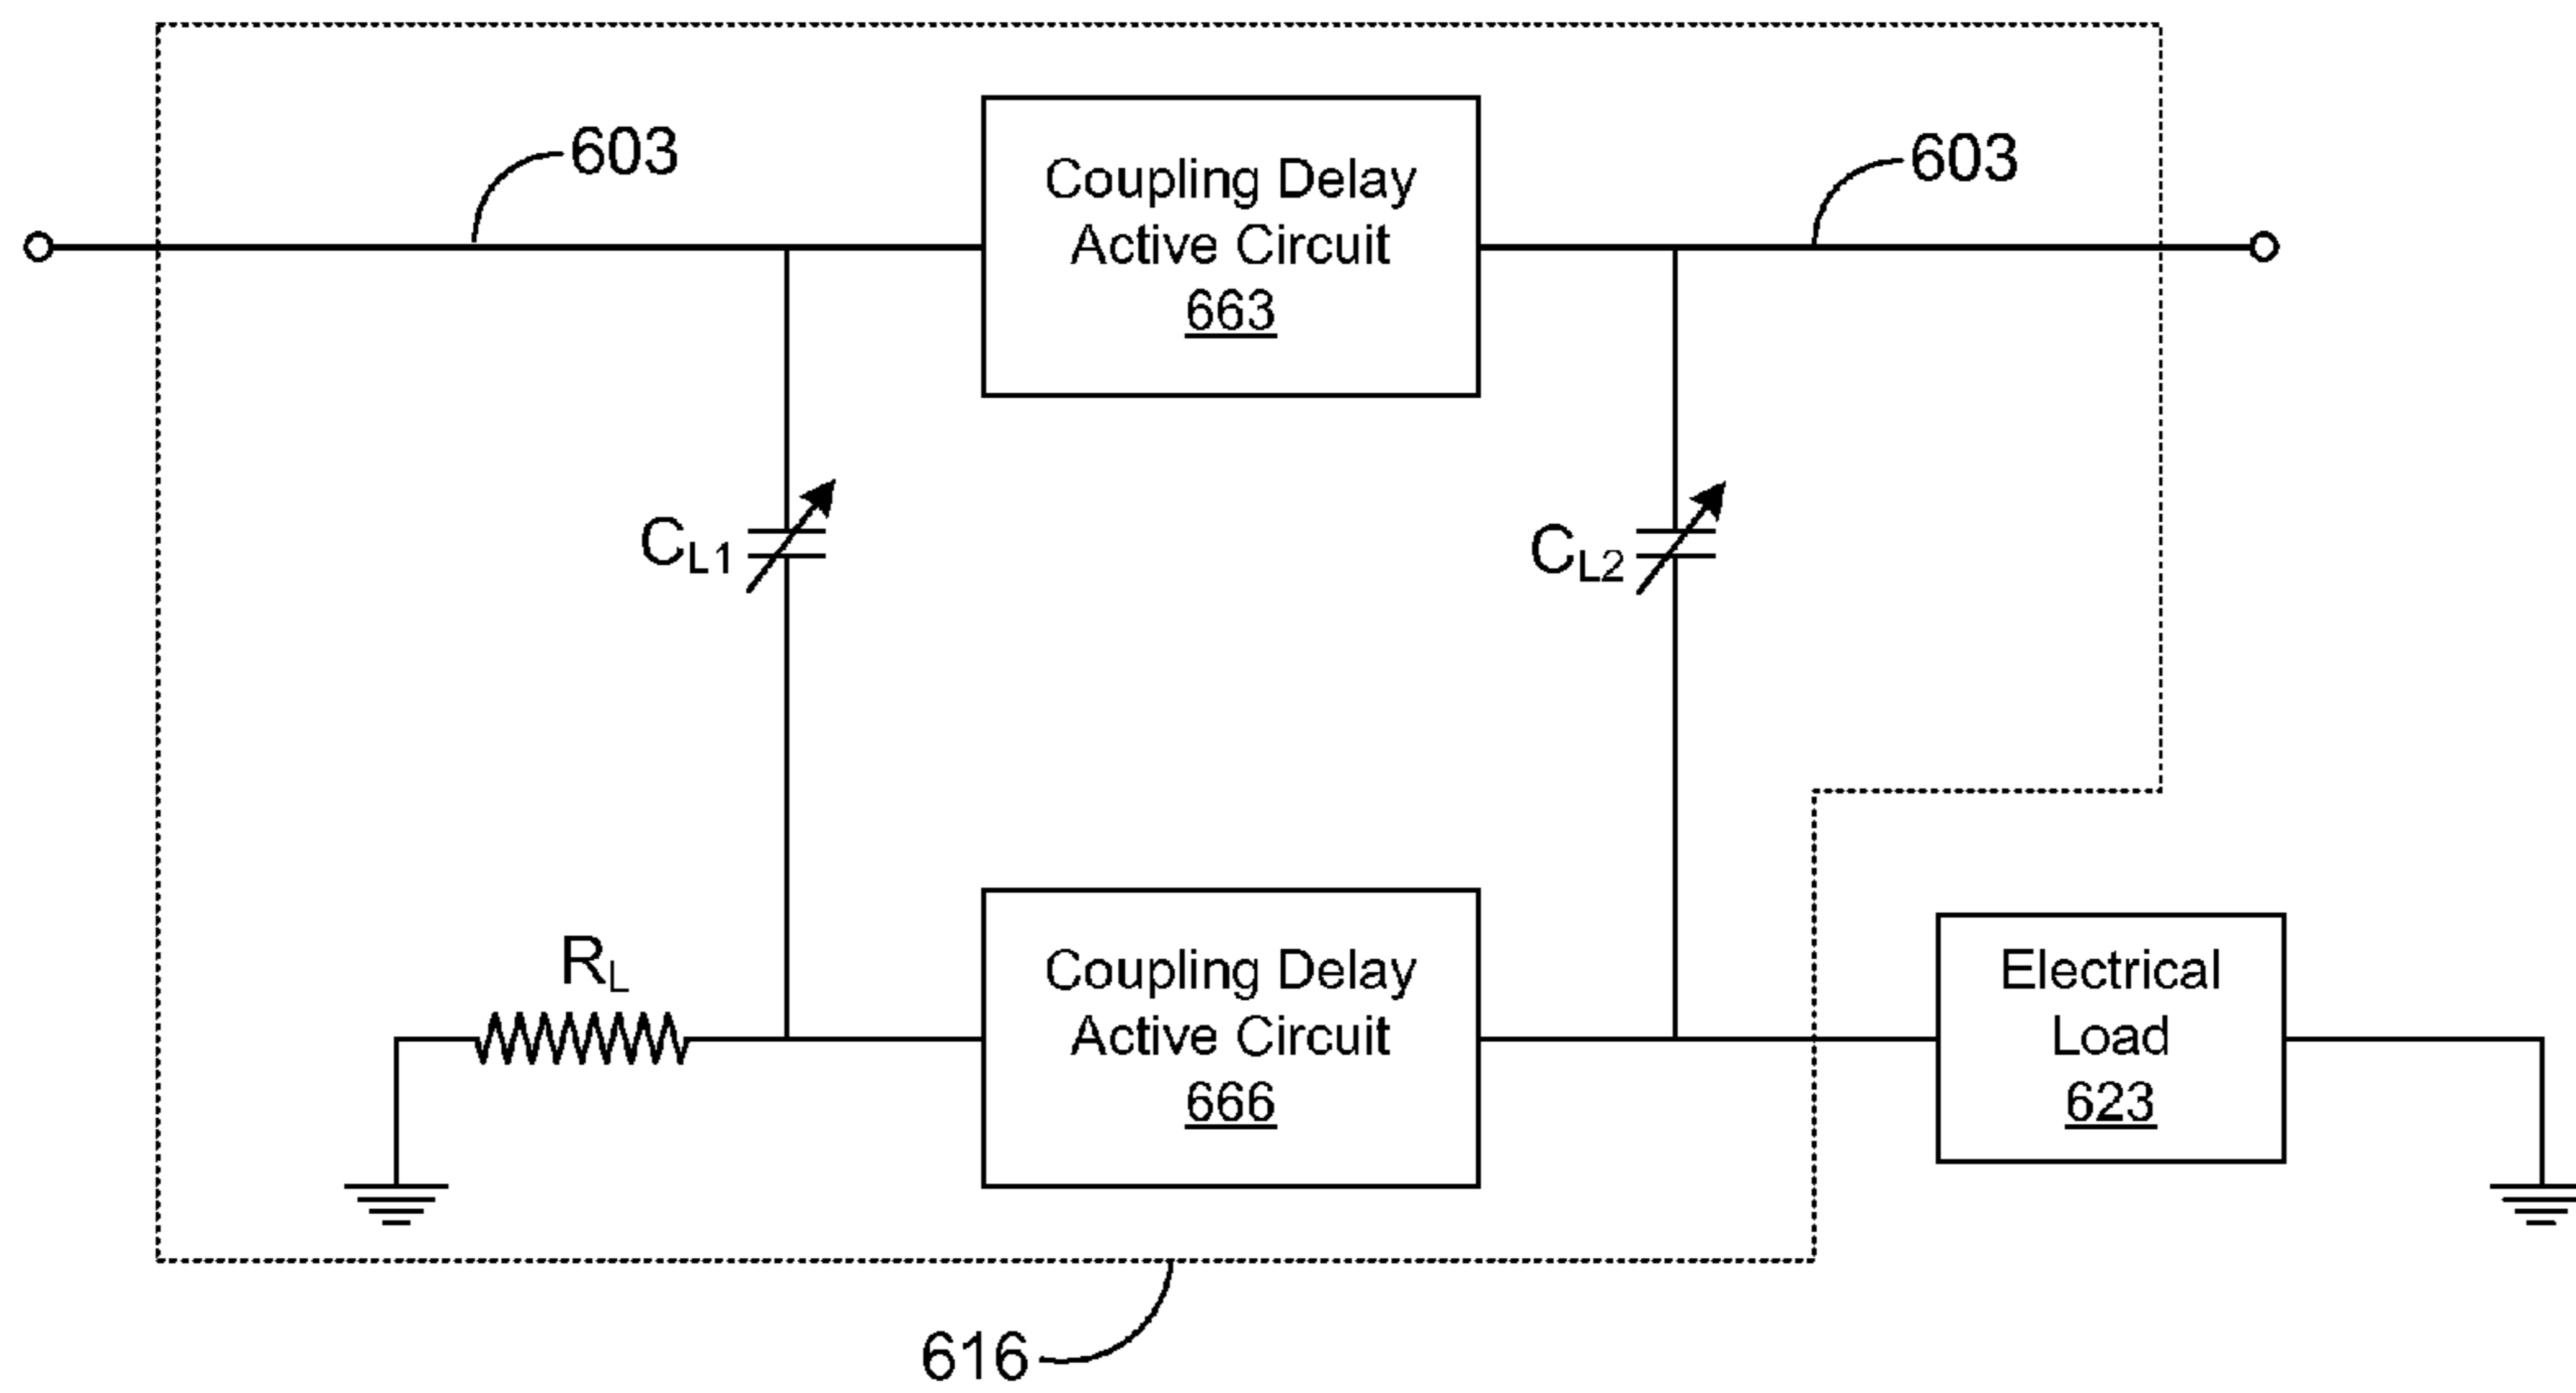 603
603
Coupling Delay
Active Circuit
663
CL1
CL2
RL
Coupling Delay
Active Circuit
666
Electrical
Load
623
616